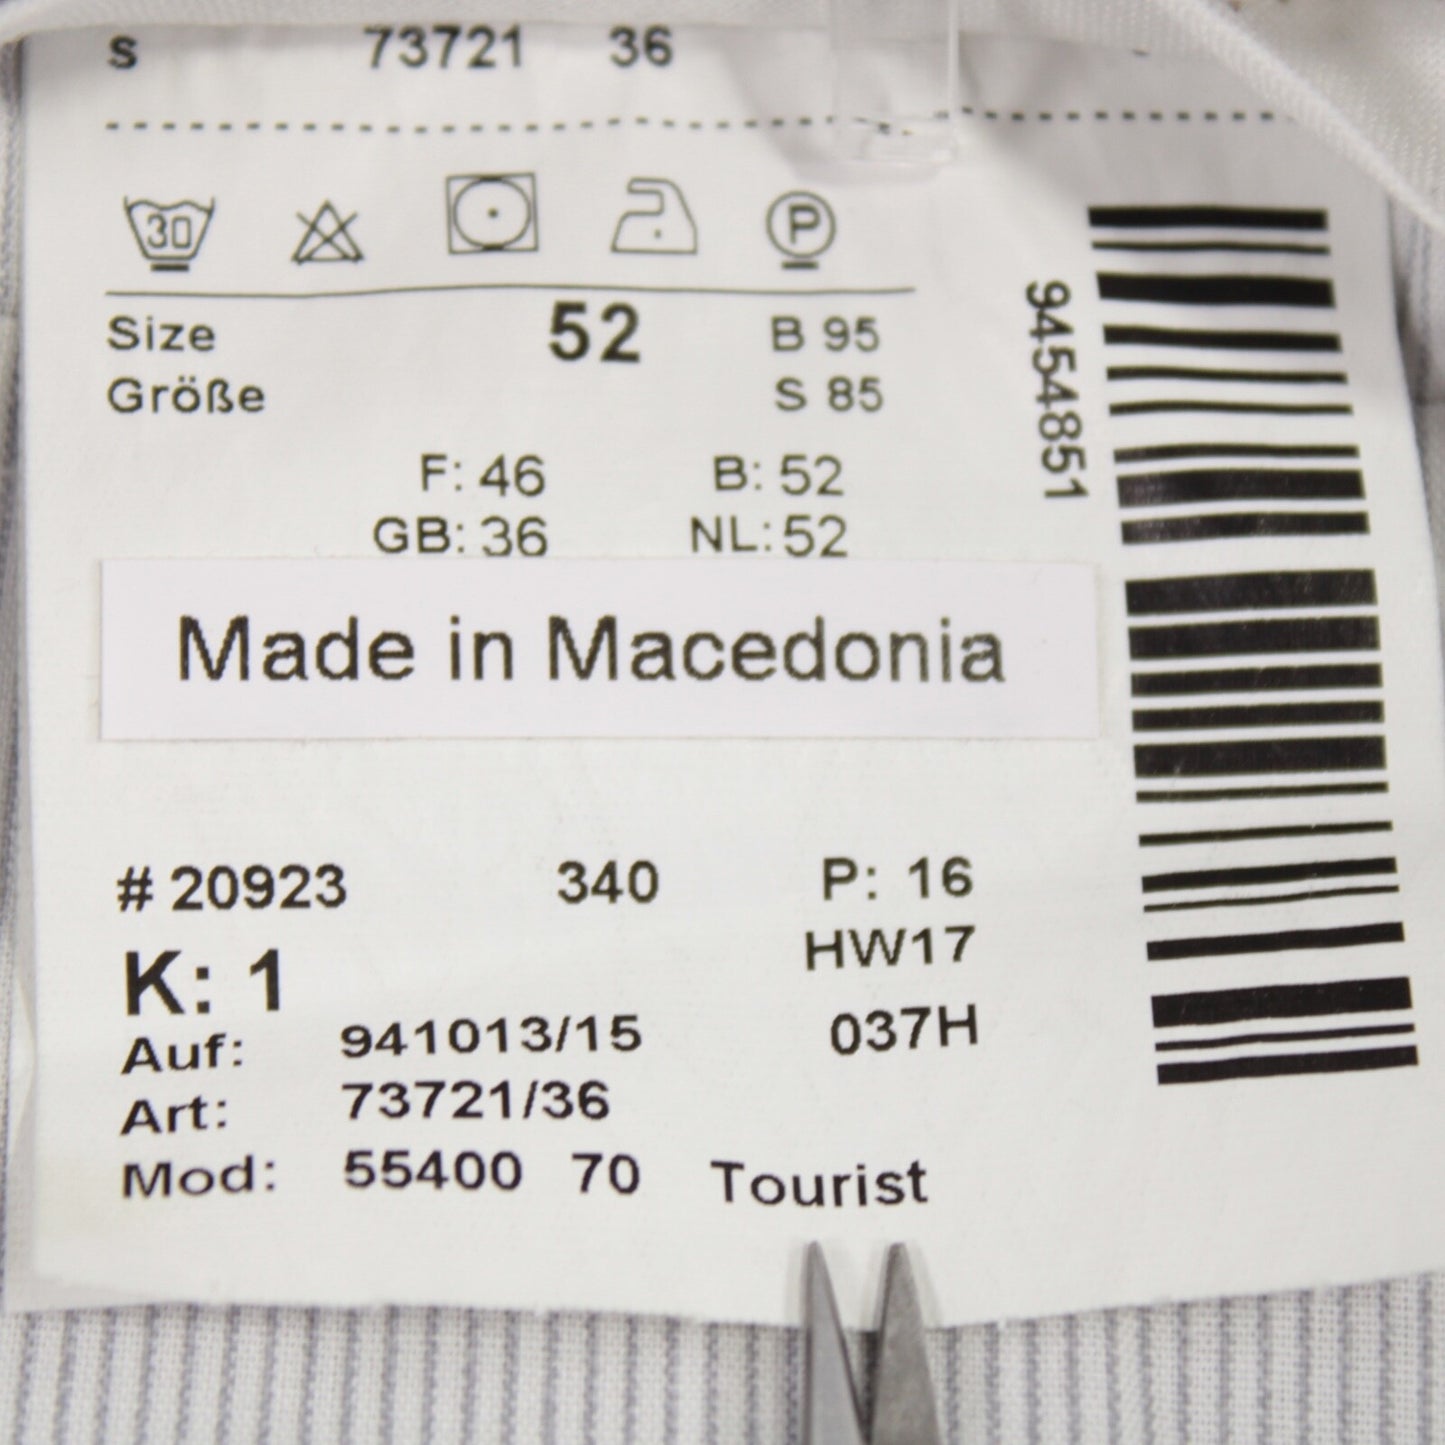 s 73721 36
30 P
Size 52 B 95
Größe S 85
F: 46 B: 52
GB: 36 NL: 52
Made in Macedonia
# 20923 340 P: 16
K: 1 HW17
Auf: 941013/15 037H
Art: 73721/36
Mod: 55400 70 Tourist
9454851